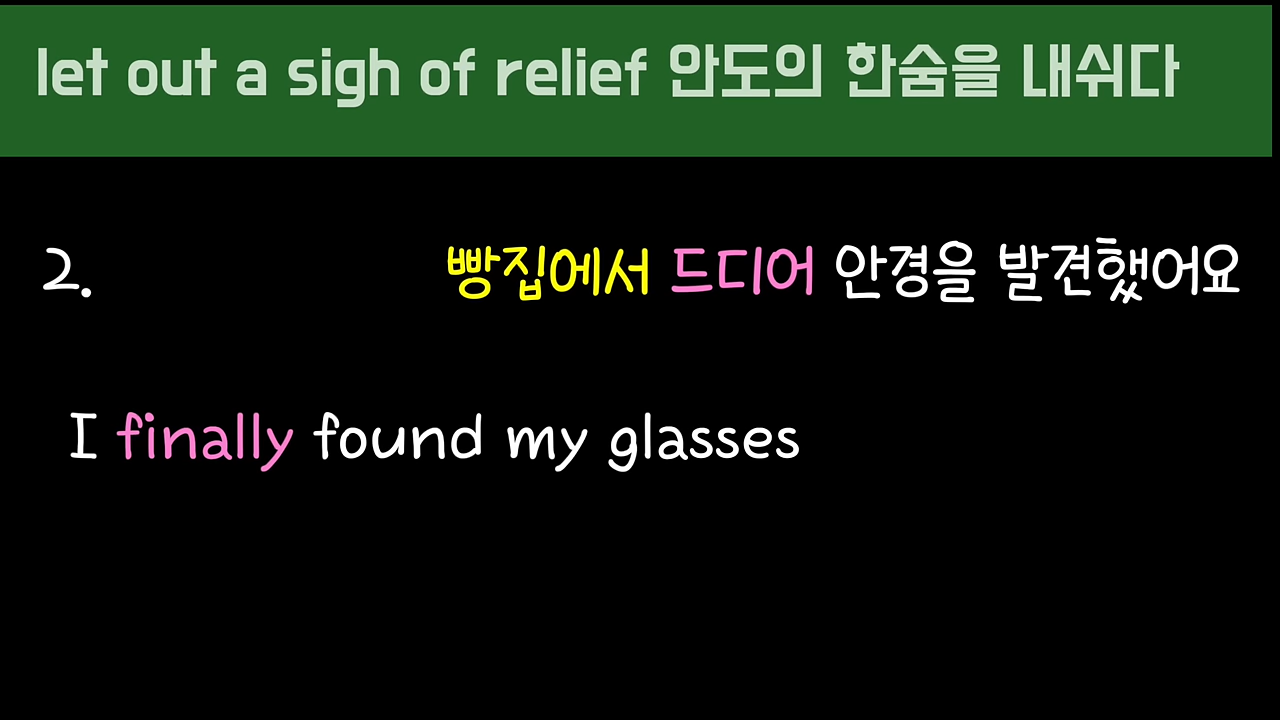 let out a sigh of relief 안도의 한숨을 내쉬다
2. 빵집에서 드디어 안경을 발견했어요
I finally found my glasses